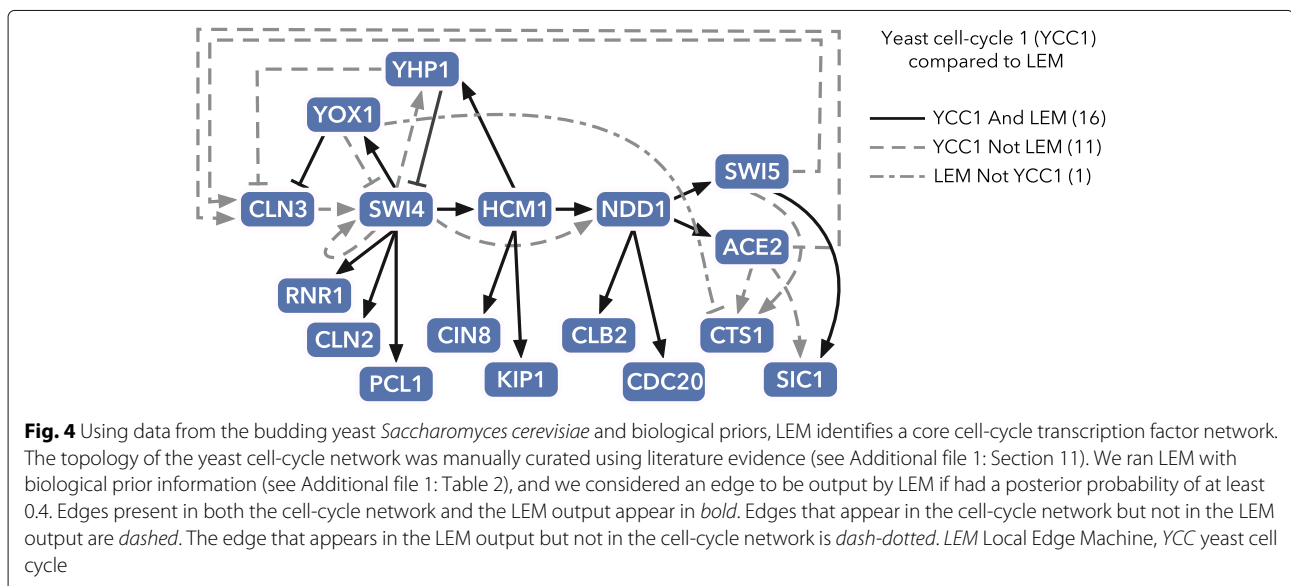 Yeast cell-cycle 1 (YCC1)
compared to LEM
YCC1 And LEM (16)
YCC1 Not LEM (11)
LEM Not YCC1 (1)
YHP1
YOX1
SWI5
CLN3
SWI4
HCM1
NDD1
ACE2
RNR1
CLN2
CIN8
CLB2
CTS1
PCL1
KIP1
CDC20
SIC1
Fig. 4 Using data from the budding yeast Saccharomyces cerevisiae and biological priors, LEM identifies a core cell-cycle transcription factor network.
The topology of the yeast cell-cycle network was manually curated using literature evidence (see Additional file 1: Section 11). We ran LEM with
biological prior information (see Additional file 1: Table 2), and we considered an edge to be output by LEM if had a posterior probability of at least
0.4. Edges present in both the cell-cycle network and the LEM output appear in bold. Edges that appear in the cell-cycle network but not in the LEM
output are dashed. The edge that appears in the LEM output but not in the cell-cycle network is dash-dotted. LEM Local Edge Machine, YCC yeast cell
cycle